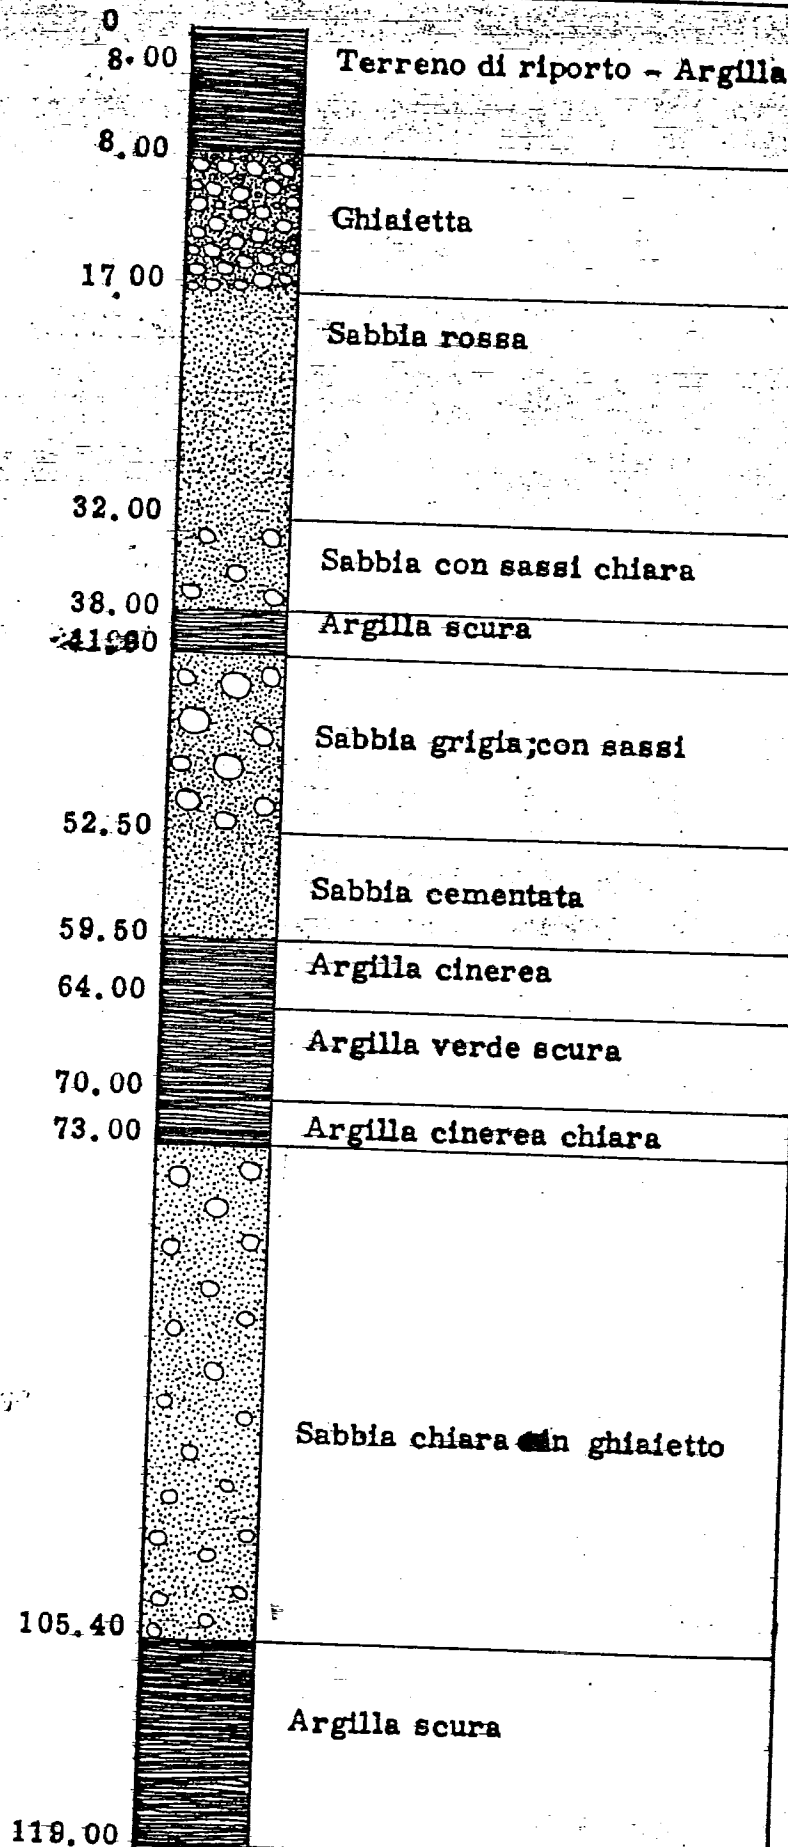 0
8.00 Terreno di riporto - Argilla
8.00
Ghiaietta
17.00
Sabbia rossa
32.00
Sabbia con sassi chiara
38.00
Argilla scura
Sabbia grigia;con sassi
52.50
Sabbia cementata
59.50
Argilla cinerea
64.00
Argilla verde scura
70.00
73.00 Argilla cinerea chiara
Sabbia chiara ghiaietto
105.40
Argilla scura
119.00